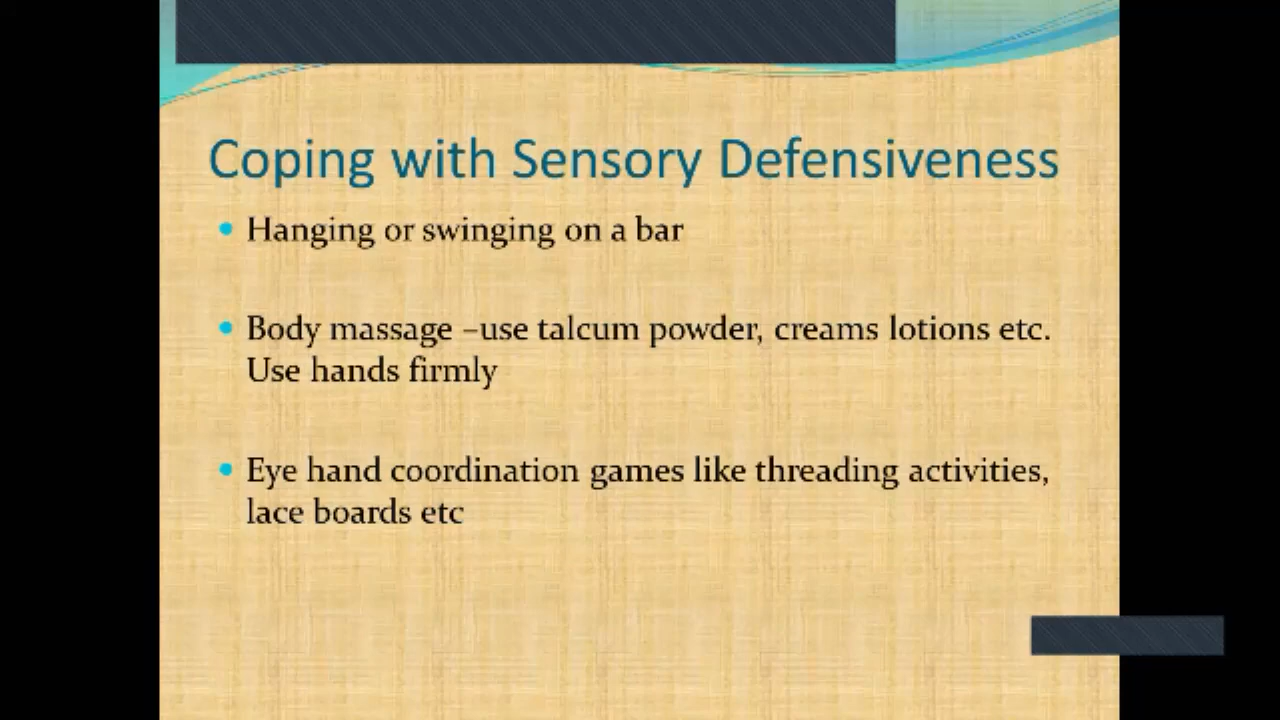 Coping with Sensory Defensiveness
Hanging or swinging on a bar
Body massage –use talcum powder, creams lotions etc.
Use hands firmly
Eye hand coordination games like threading activities,
lace boards etc